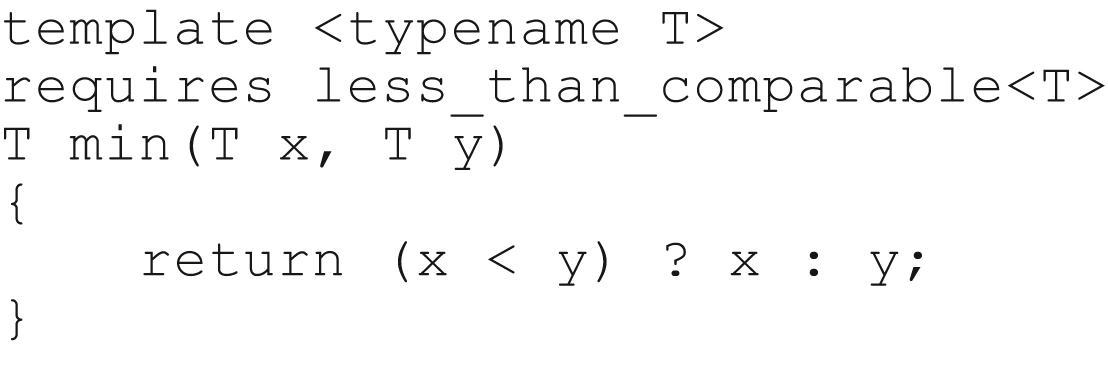 template <typename T>
requires less_than_comparable<T>
T min(T x, T y)
{
    return (x < y) ? x : y;
}